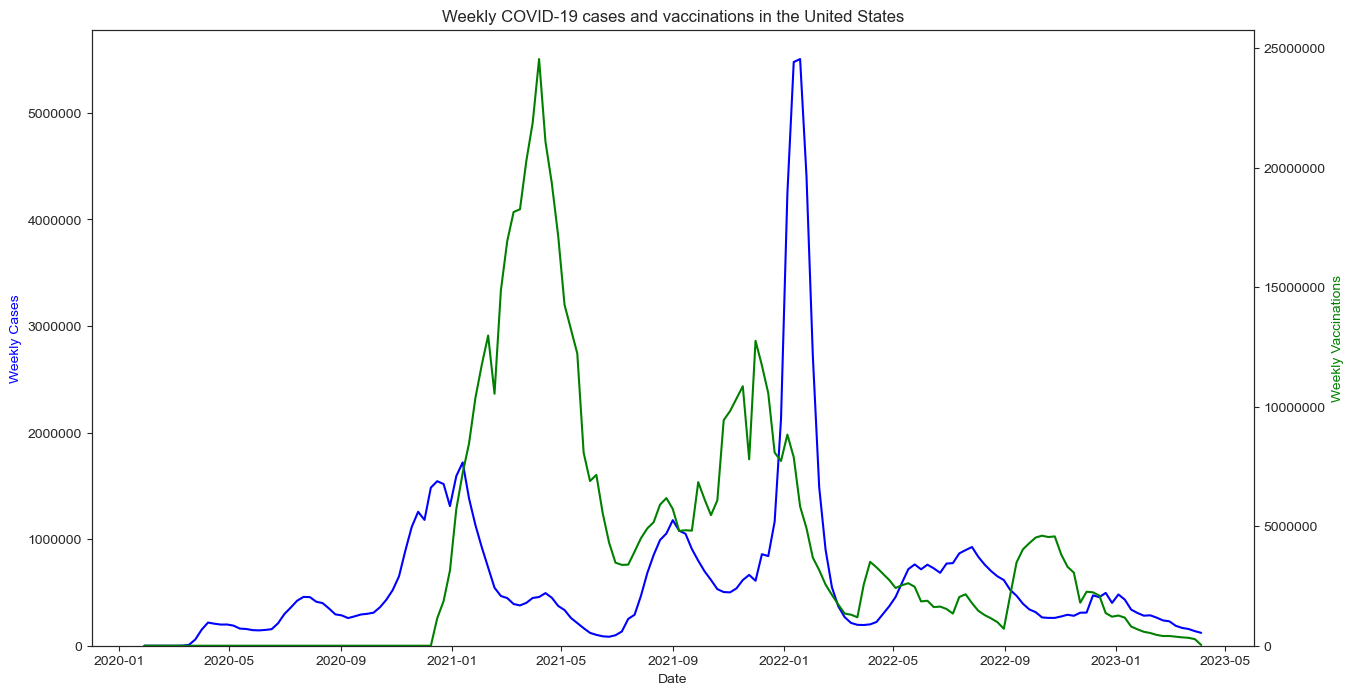 Weekly COVID-19 cases and vaccinations in the United States
5000000
4000000
3000000
2000000
1000000
0
Weekly Cases
25000000
20000000
15000000
10000000
5000000
0
Weekly Vaccinations
2020-01 2020-05 2020-09 2021-01 2021-05 2021-09 2022-01 2022-05 2022-09 2023-01 2023-05
Date